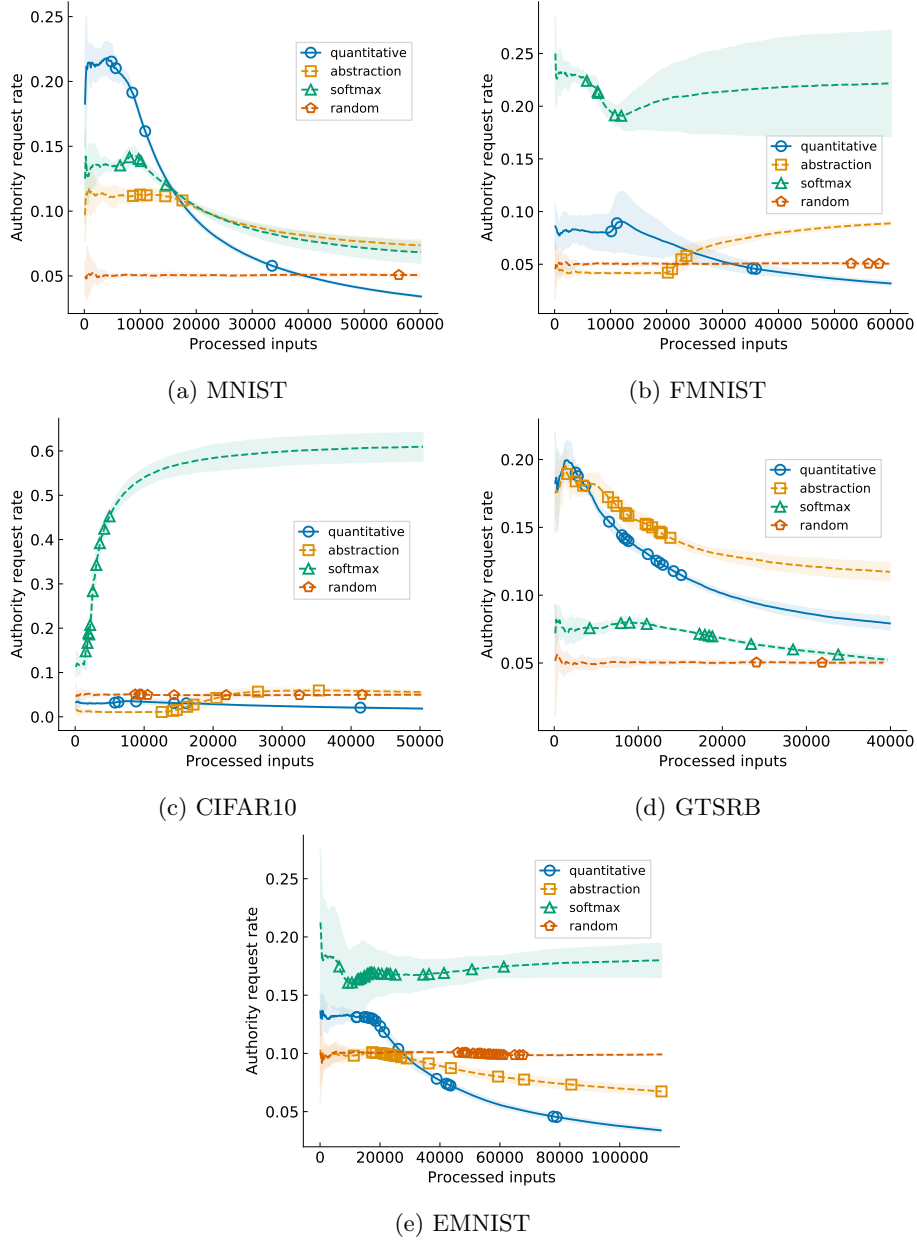 0.25
0.20
0.15
0.10
0.05
Authority request rate
quantitative
abstraction
softmax
random
0 10000 20000 30000 40000 50000 60000
Processed inputs
(a) MNIST
0.25
0.20
0.15
0.10
0.05
Authority request rate
quantitative
abstraction
softmax
random
0 10000 20000 30000 40000 50000 60000
Processed inputs
(b) FMNIST
0.6
0.5
0.4
0.3
0.2
0.1
0.0
Authority request rate
quantitative
abstraction
softmax
random
0 10000 20000 30000 40000 50000
Processed inputs
(c) CIFAR10
0.20
0.15
0.10
0.05
Authority request rate
quantitative
abstraction
softmax
random
0 10000 20000 30000 40000
Processed inputs
(d) GTSRB
0.25
0.20
0.15
0.10
0.05
Authority request rate
quantitative
abstraction
softmax
random
0 20000 40000 60000 80000 100000
Processed inputs
(e) EMNIST